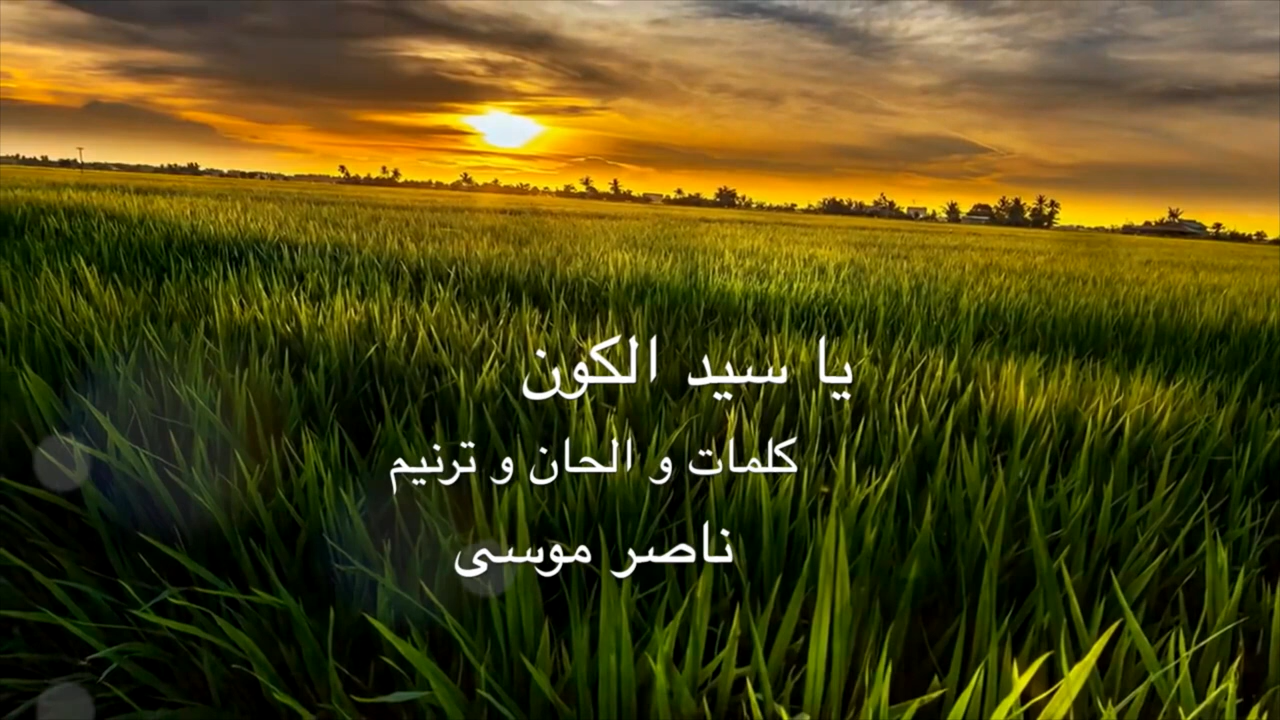 يا سيد الكون
كلمات و الحان و ترنيم
ناصر موسى